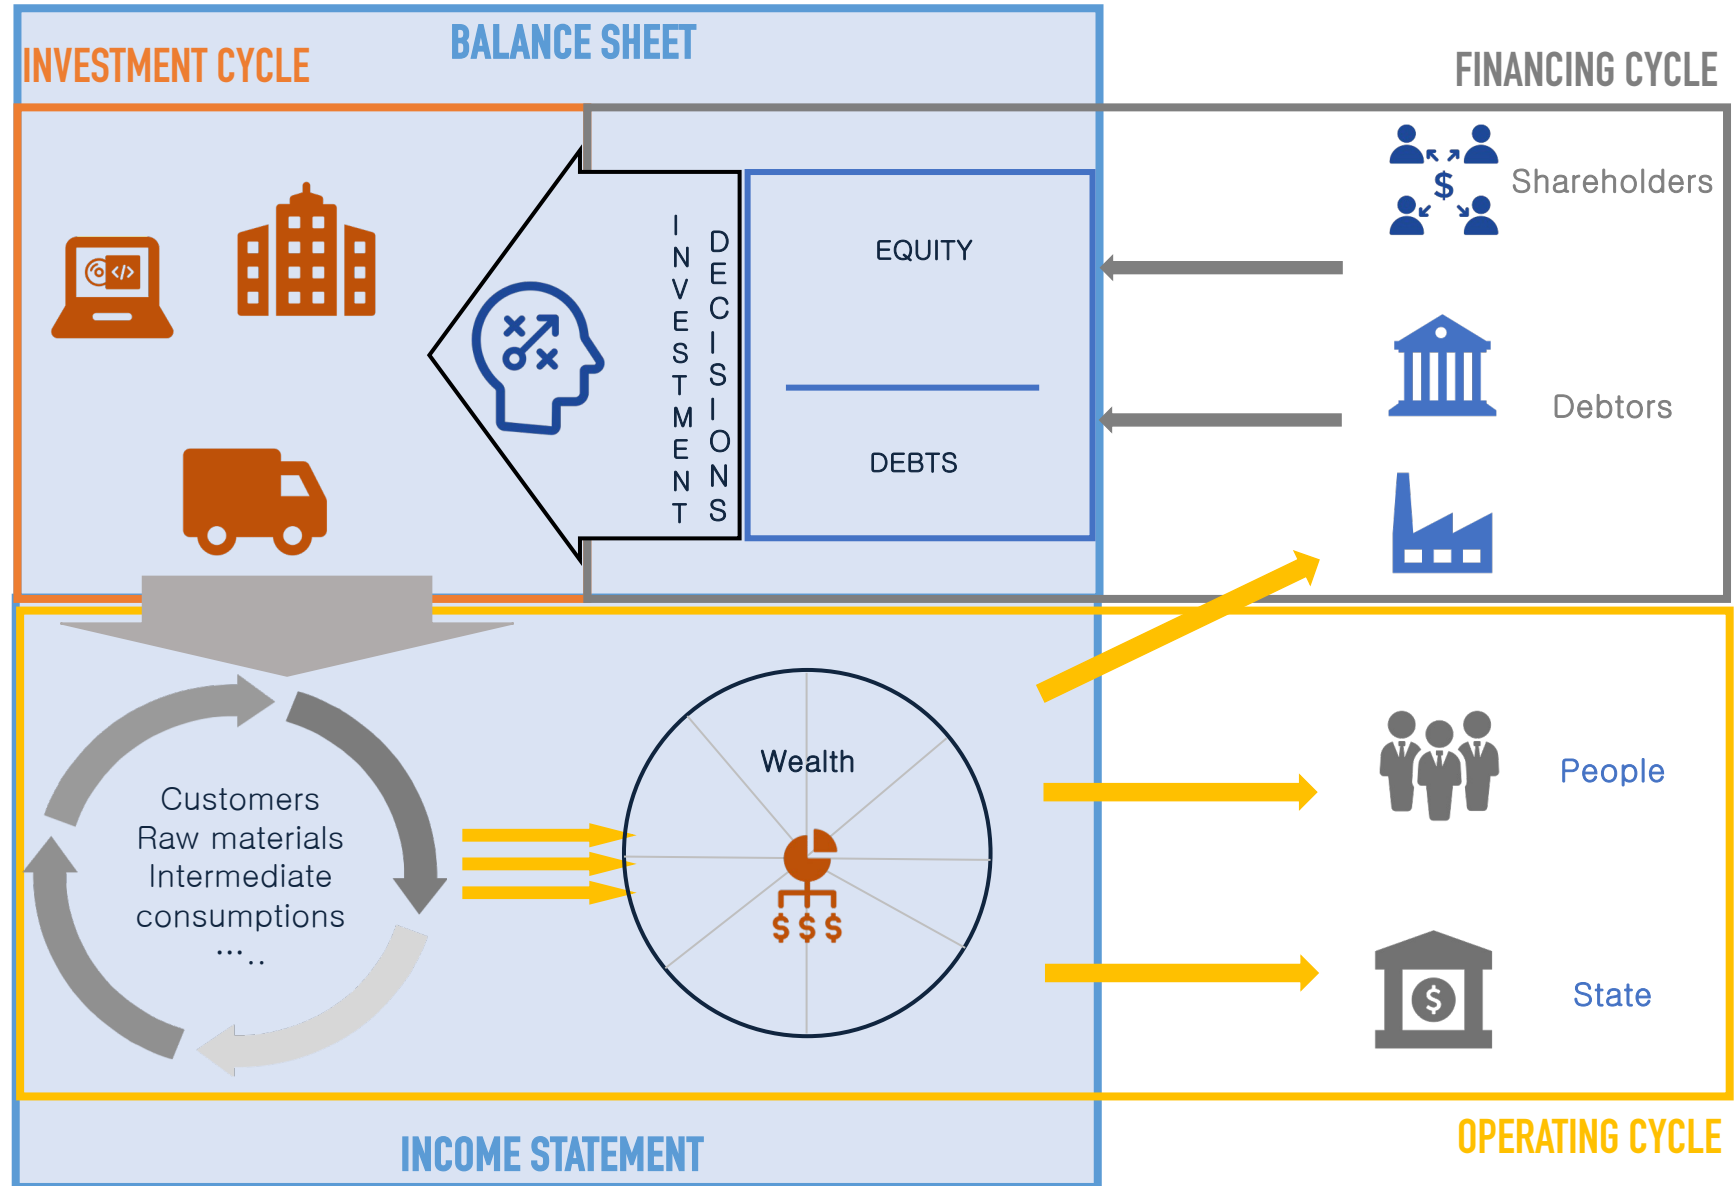 BALANCE SHEET
INVESTMENT CYCLE
FINANCING CYCLE
Shareholders
$
</>
INVESTMENT
DECISIONS
EQUITY
DEBTS
Debtors
Wealth
$ $ $
Customers
Raw materials
Intermediate
consumptions
... ..
People
$
State
INCOME STATEMENT
OPERATING CYCLE